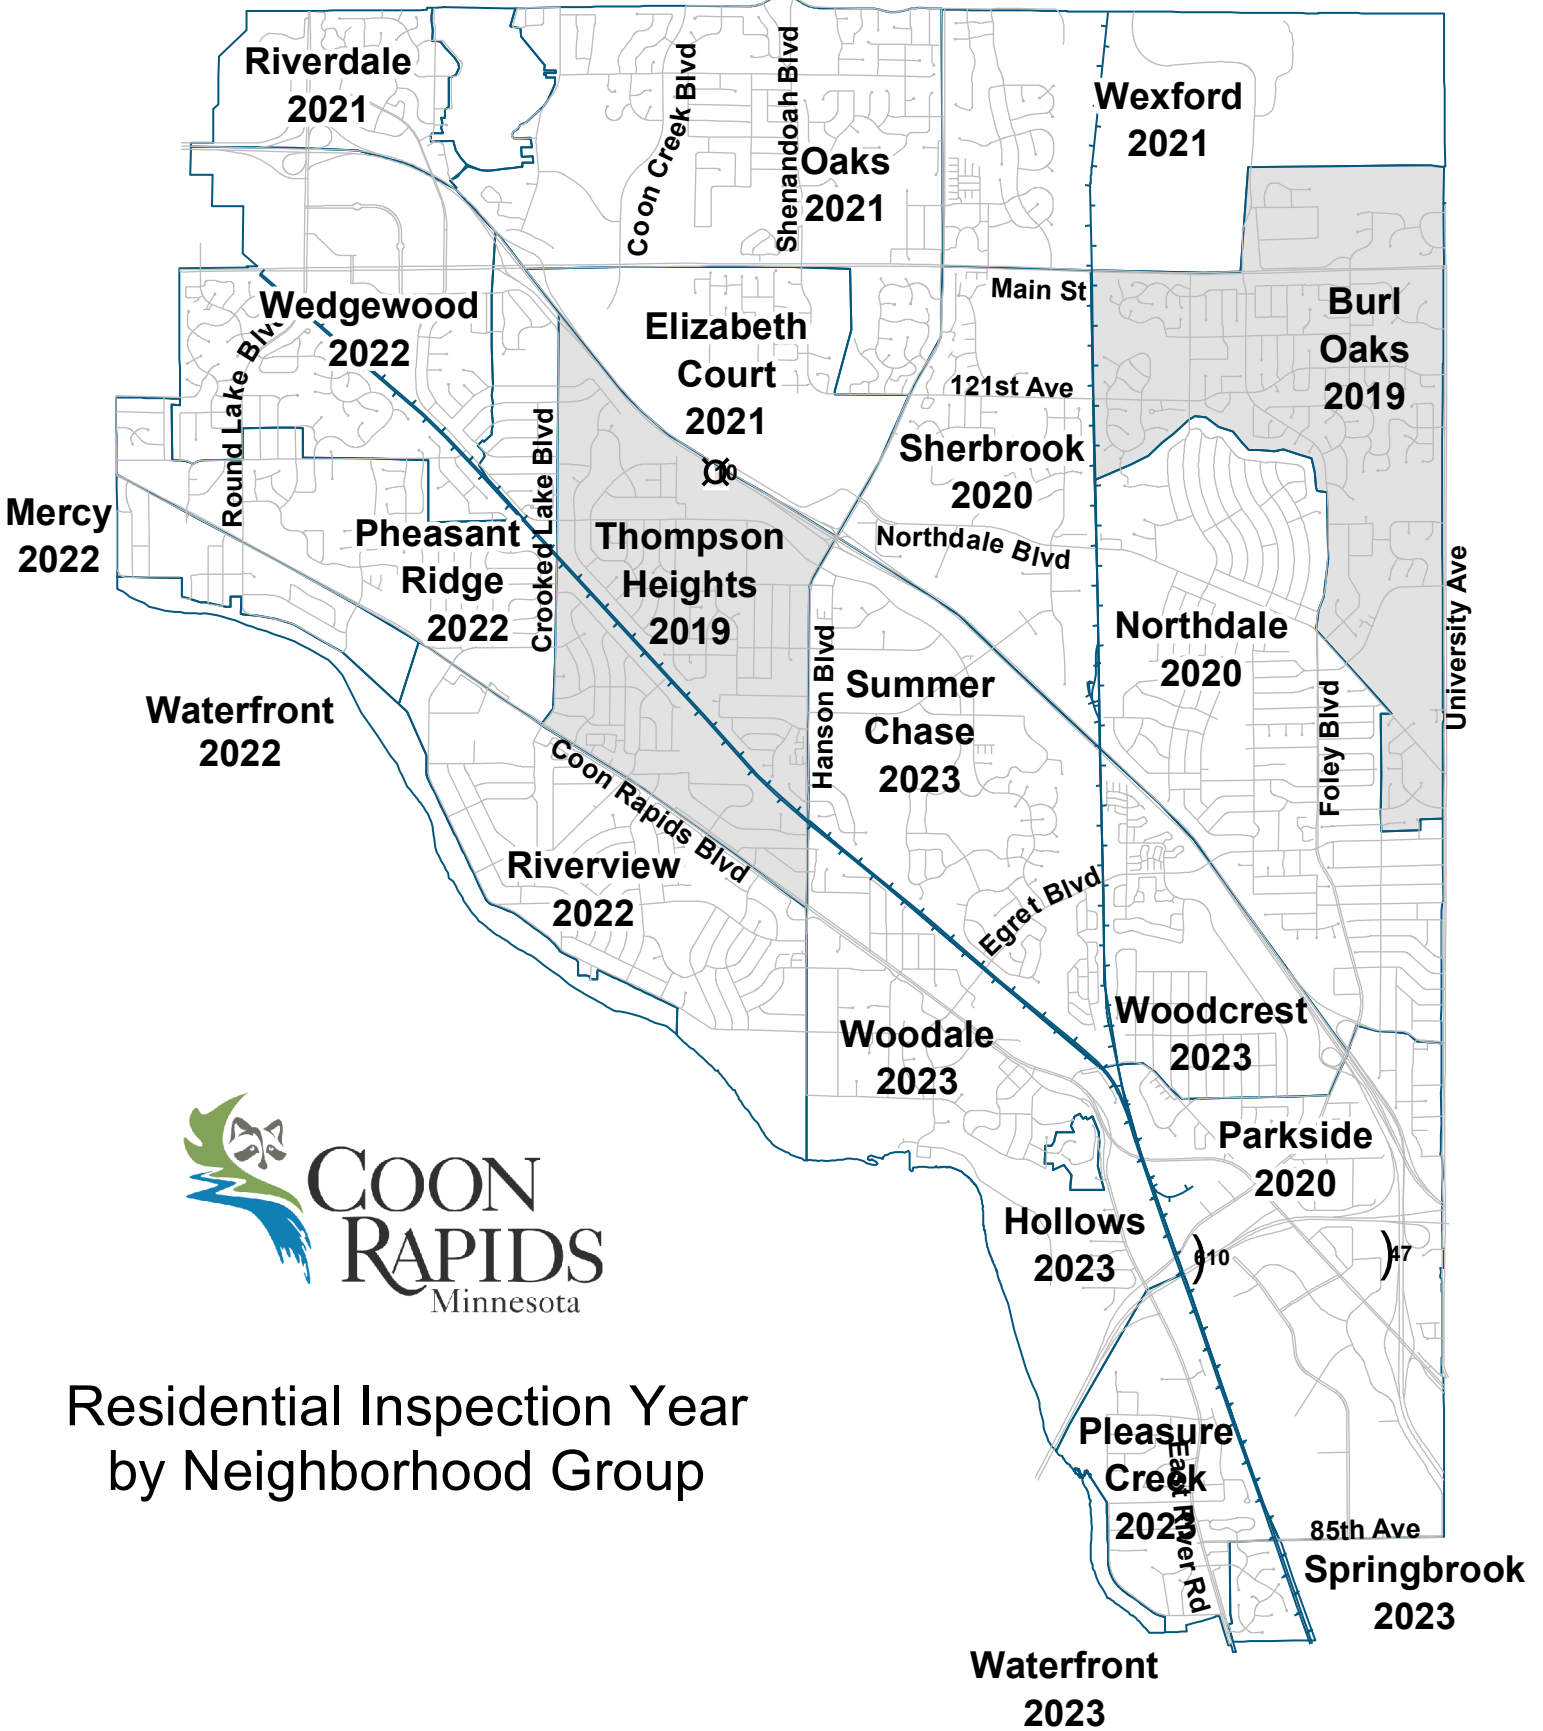 Riverdale
2021
Coon Creek Blvd
Shenandoah Blvd
Oaks
2021
Wexford
2021
Main St
Burl
Oaks
2019
Wedgewood
2022
Round Lake Blvd
Elizabeth
Court
2021
121st Ave
Sherbrook
2020
10
Crooked Lake Blvd
Mercy
2022
Pheasant
Ridge
2022
Thompson
Heights
2019
Northdale Blvd
Northdale
2020
University Ave
Hanson Blvd
Summer
Chase
2023
Foley Blvd
Waterfront
2022
Coon Rapids Blvd
Riverview
2022
Egret Blvd
Woodale
2023
Woodcrest
2023
Parkside
2020
Hollows
2023
610
47
COON
RAPIDS
Minnesota
Residential Inspection Year
by Neighborhood Group
Pleasure
Creek
2023
East River Rd
85th Ave
Springbrook
2023
Waterfront
2023